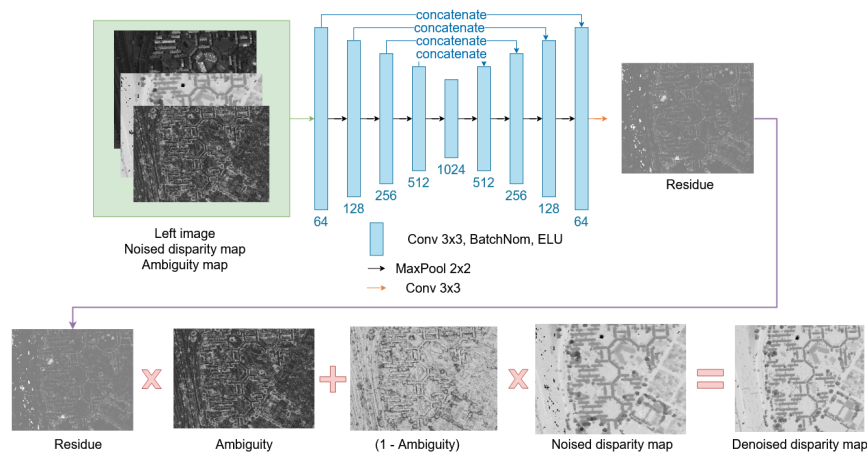 concatenate
concatenate
concatenate
concatenate
64
128
256
512
1024
512
256
128
64
Residue
Left image
Noised disparity map
Ambiguity map
Conv 3x3, BatchNom, ELU
MaxPool 2x2
Conv 3x3
Residue
Ambiguity
(1 - Ambiguity)
Noised disparity map
Denoised disparity map